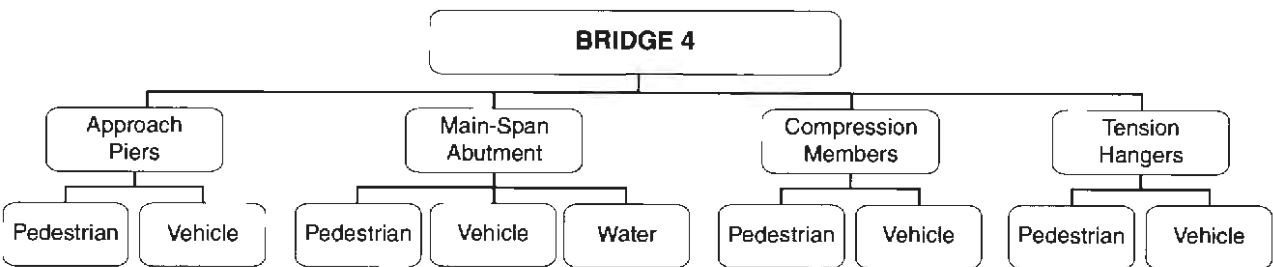 BRIDGE 4
Approach
Piers
Main-Span
Abutment
Compression
Members
Tension
Hangers
Pedestrian
Vehicle
Pedestrian
Vehicle
Water
Pedestrian
Vehicle
Pedestrian
Vehicle